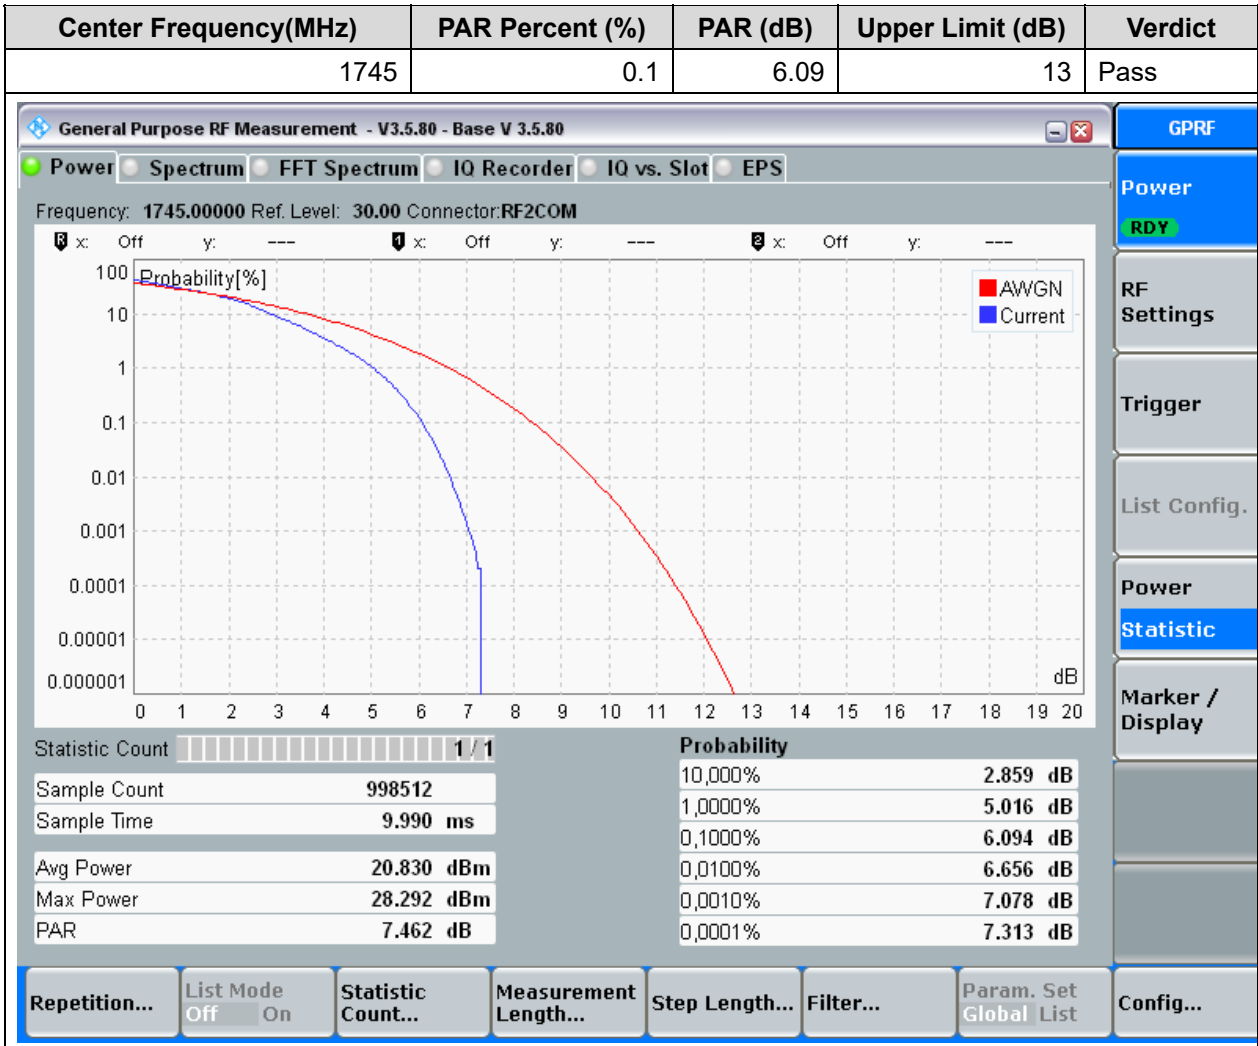 Center Frequency(MHz) PAR Percent (%) PAR (dB) Upper Limit (dB) Verdict
1745 0.1 6.09 13 Pass
General Purpose RF Measurement - V3.5.80 - Base V 3.5.80
GPRF
Power Spectrum FFT Spectrum IQ Recorder IQ vs. Slot EPS
Frequency: 1745.00000 Ref. Level: 30.00 Connector:RF2COM
R x: Off y: --- 1 x: Off y: --- 2 x: Off y: ---
Probability[%]
100
10
1
0.1
0.01
0.001
0.0001
0.00001
0.000001
AWGN
Current
dB
0 1 2 3 4 5 6 7 8 9 10 11 12 13 14 15 16 17 18 19 20
Statistic Count 1 / 1
Sample Count 998512
Sample Time 9.990 ms
Avg Power 20.830 dBm
Max Power 28.292 dBm
PAR 7.462 dB
Probability
10,000% 2.859 dB
1,0000% 5.016 dB
0,1000% 6.094 dB
0,0100% 6.656 dB
0,0010% 7.078 dB
0,0001% 7.313 dB
Power
RDY
RF
Settings
Trigger
List Config.
Power
Statistic
Marker /
Display
Repetition...
List Mode
Off On
Statistic
Count...
Measurement
Length...
Step Length...
Filter...
Param. Set
Global List
Config...